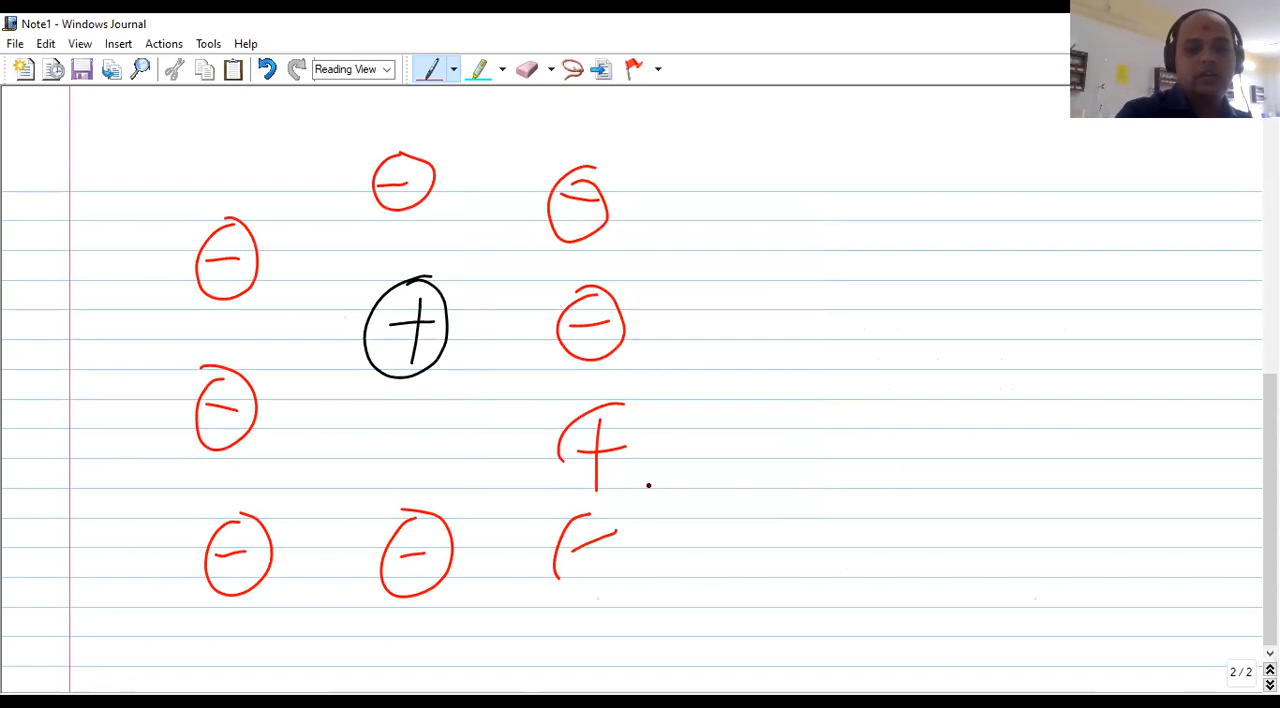 Note1 - Windows Journal
File Edit View Insert Actions Tools Help
Reading View
−
−
−
+
−
−
+
−
−
−
2 / 2